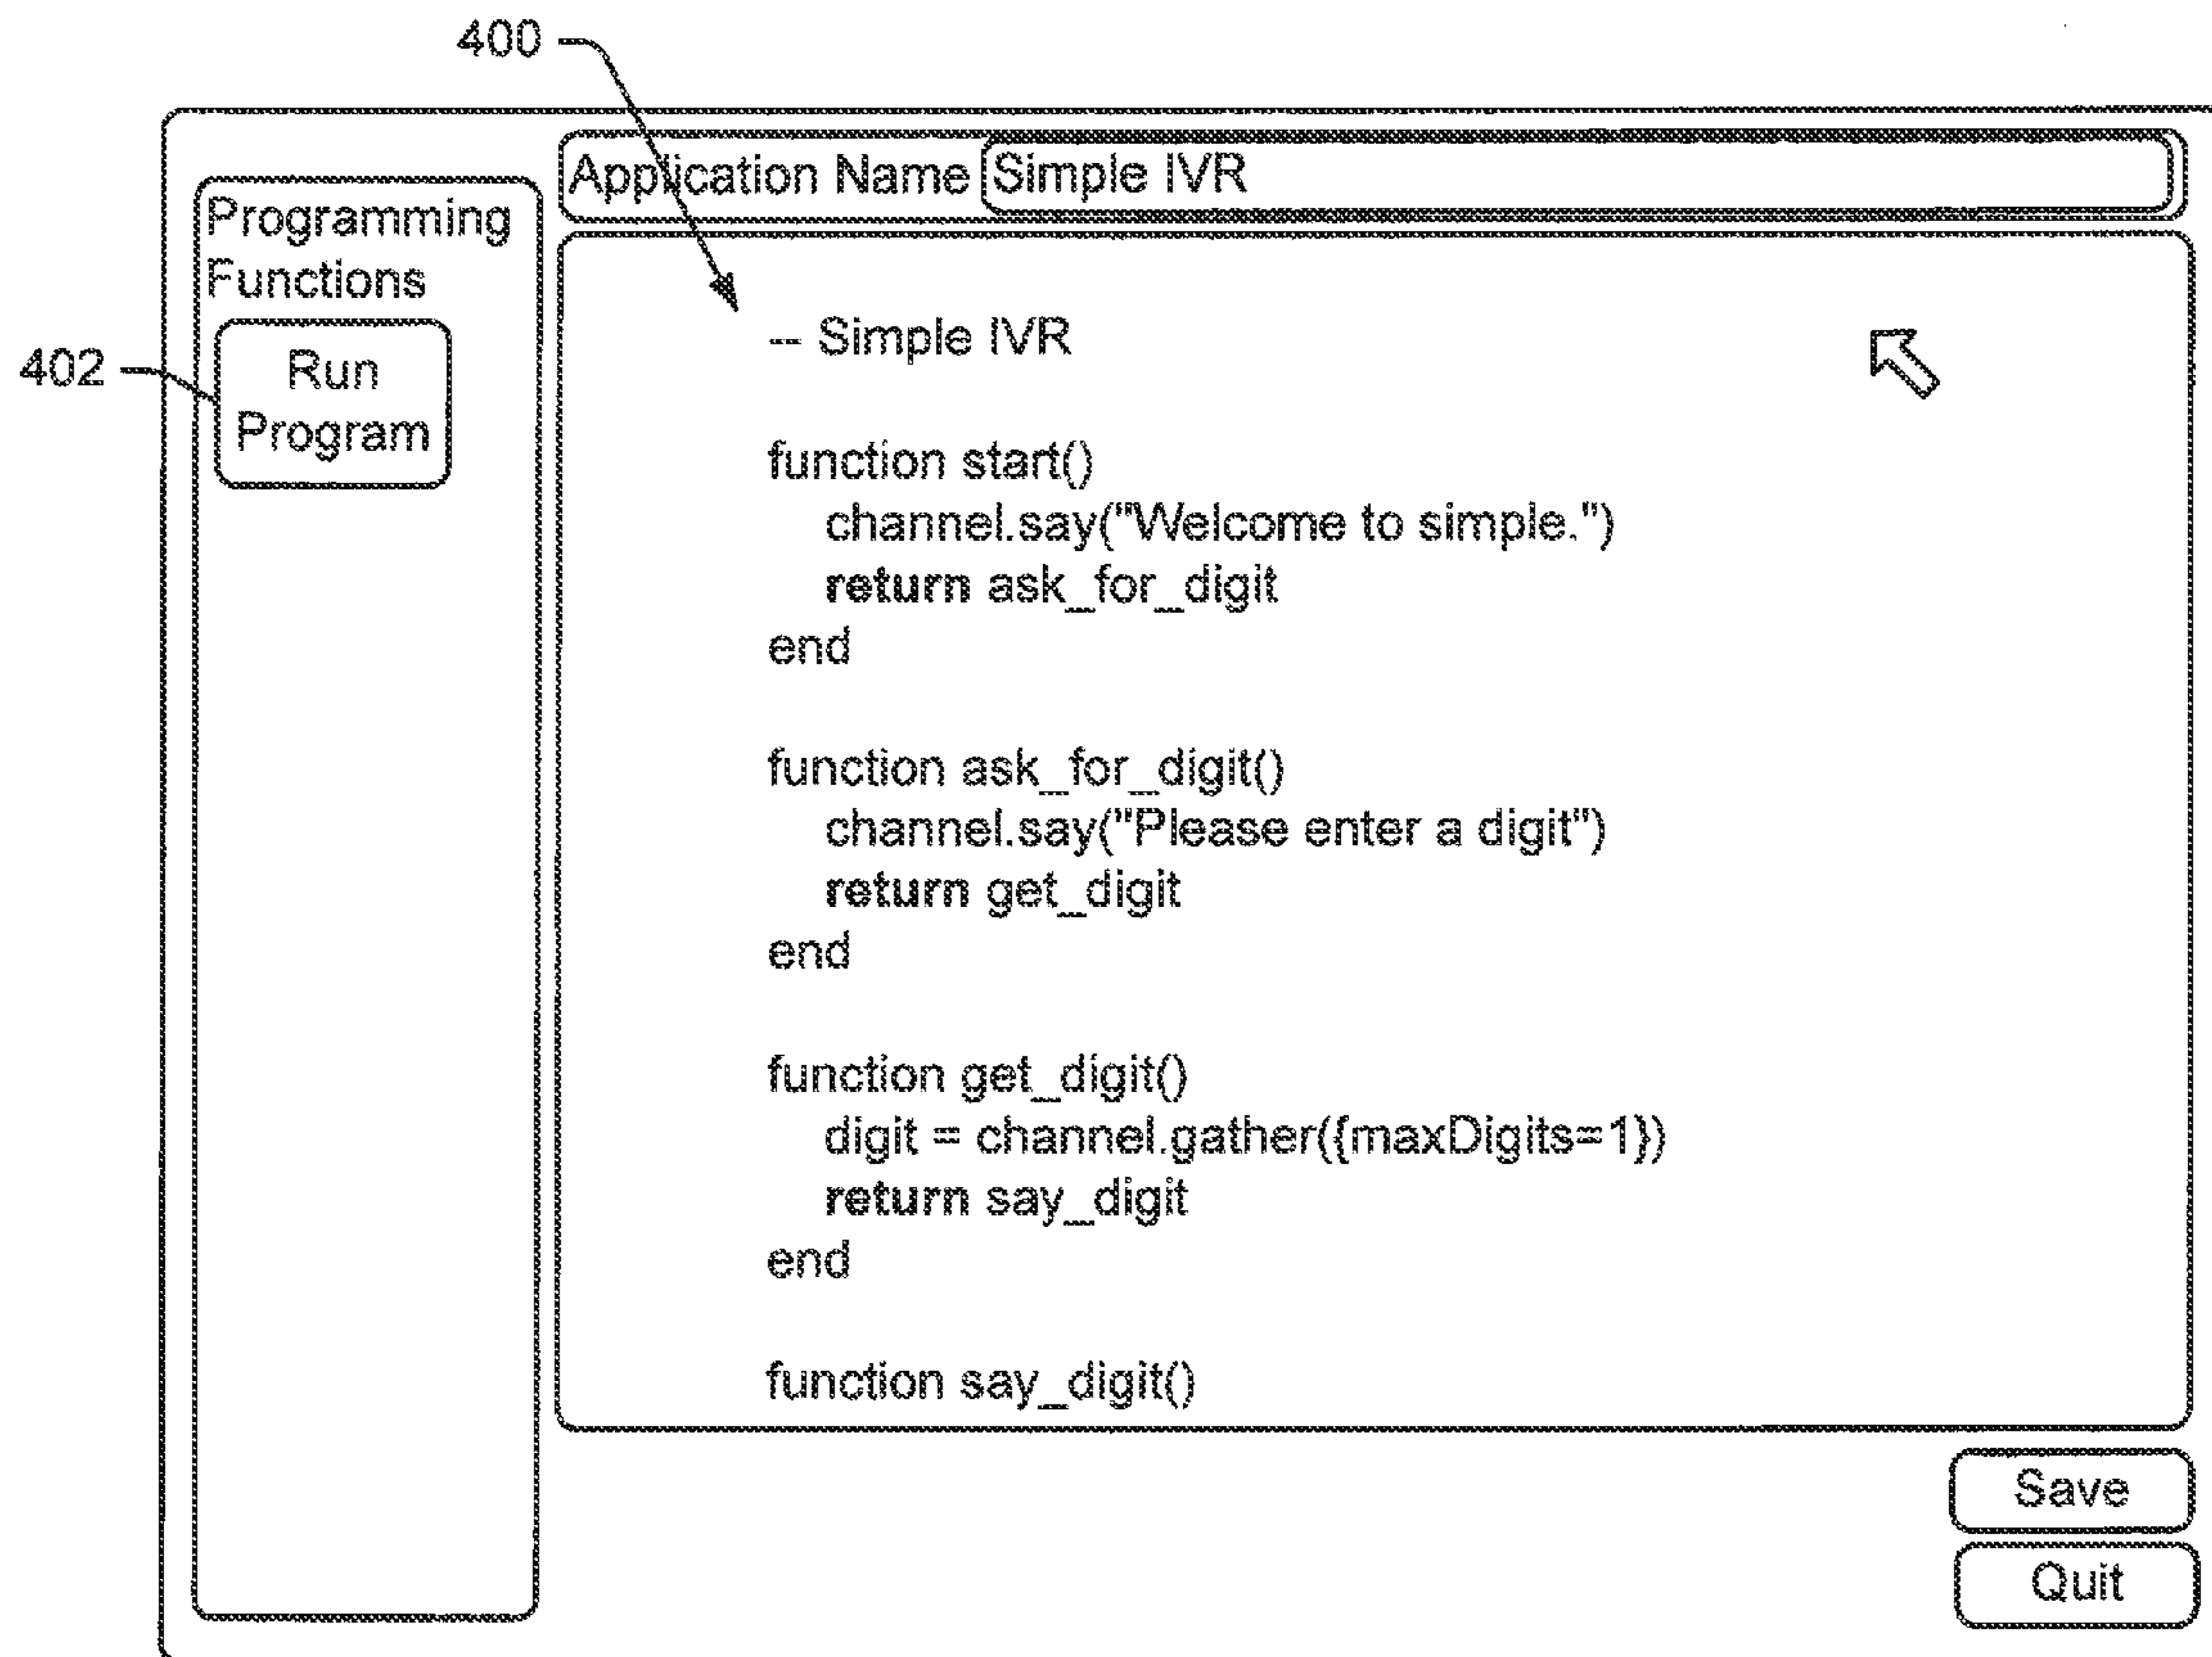 400
Application Name Simple IVR
Programming
Functions
402
Run
Program
-- Simple IVR
function start()
channel.say("Welcome to simple.")
return ask_for_digit
end
function ask_for_digit()
channel.say("Please enter a digit")
return get_digit
end
function get_digit()
digit = channel.gather({maxDigits=1})
return say_digit
end
function say_digit()
Save
Quit